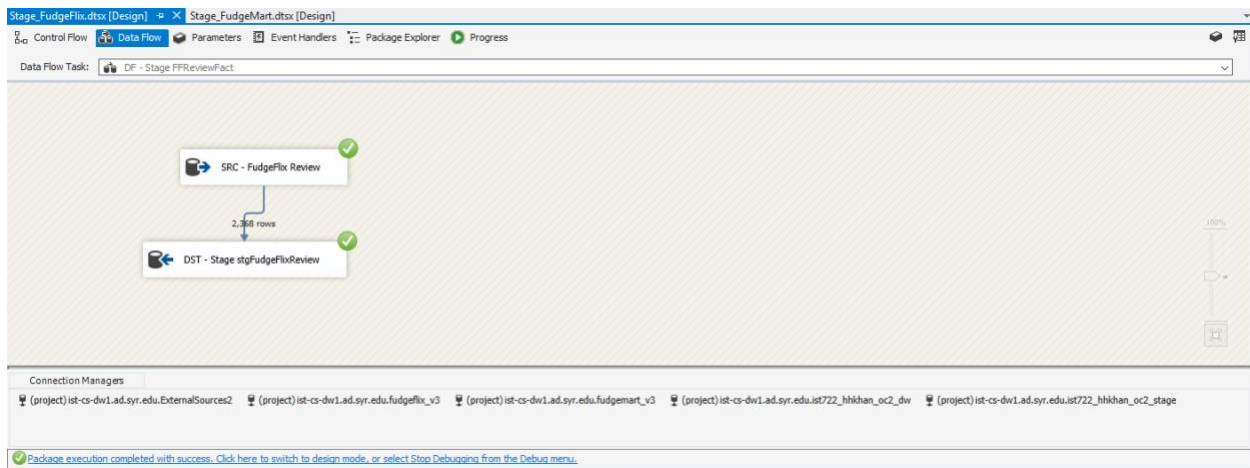 Stage_FudgeFlix.dtsx [Design] Stage_FudgeMart.dtsx [Design]
Control Flow Data Flow Parameters Event Handlers Package Explorer Progress
Data Flow Task: DF - Stage FFReviewFact
SRC - FudgeFlix Review
2,368 rows
DST - Stage stgFudgeFlixReview
100%
Connection Managers
(project) ist-cs-dw1.ad.syr.edu.ExternalSources2 (project) ist-cs-dw1.ad.syr.edu.fudgeflix_v3 (project) ist-cs-dw1.ad.syr.edu.fudgemart_v3 (project) ist-cs-dw1.ad.syr.edu.ist722_hhkhan_oc2_dw (project) ist-cs-dw1.ad.syr.edu.ist722_hhkhan_oc2_stage
Package execution completed with success. Click here to switch to design mode, or select Stop Debugging from the Debug menu.